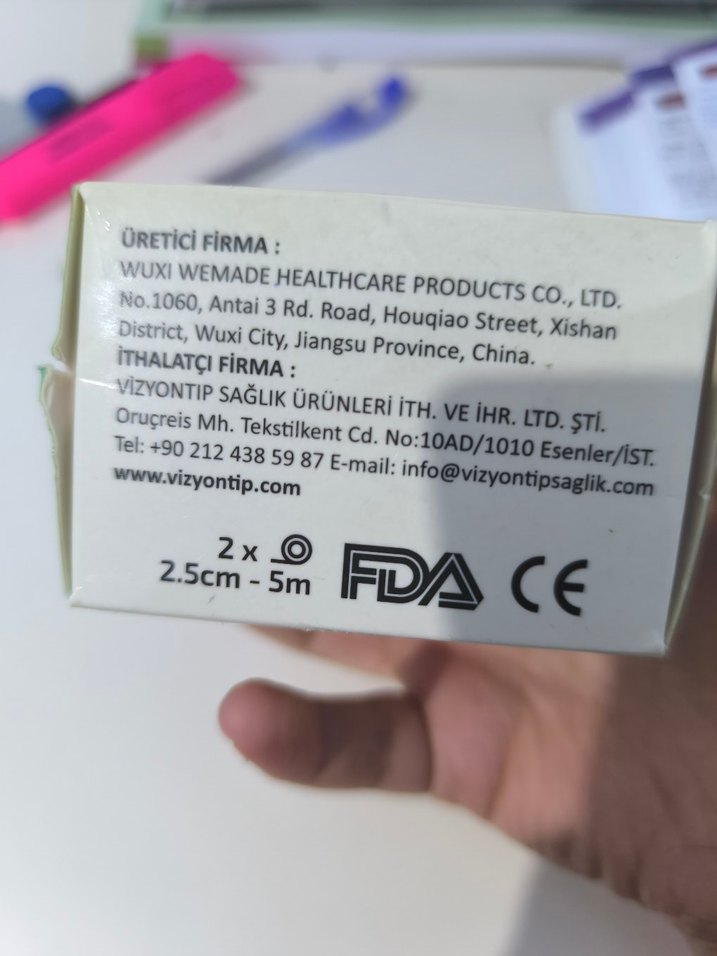 ÜRETİCİ FİRMA :
WUXI WEMADE HEALTHCARE PRODUCTS CO., LTD.
No.1060, Antai 3 Rd. Road, Houqiao Street, Xishan
District, Wuxi City, Jiangsu Province, China.
İTHALATÇI FİRMA :
VİZYONTIP SAĞLIK ÜRÜNLERİ İTH. VE İHR. LTD. ŞTİ.
Oruçreis Mh. Tekstilkent Cd. No:10AD/1010 Esenler/İST.
Tel: +90 212 438 59 87 E-mail: info@vizyontipsaglik.com
www.vizyontip.com
2 x
2.5cm - 5m
FDA CE